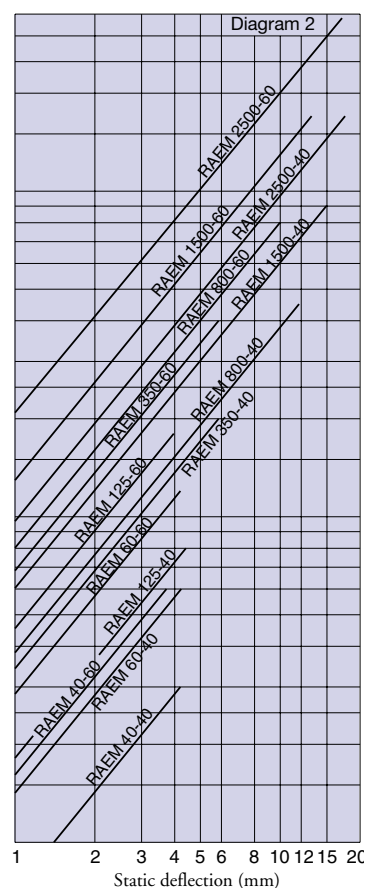 Diagram 2
RAEM 2500-60
RAEM 1500-60
RAEM 2500-40
RAEM 800-60
RAEM 1500-40
RAEM 350-60
RAEM 800-40
RAEM 350-40
RAEM 125-60
RAEM 60-60
RAEM 125-40
RAEM 40-60
RAEM 60-40
RAEM 40-40
1 2 3 4 5 6 8 10 12 15 20
Static deflection (mm)